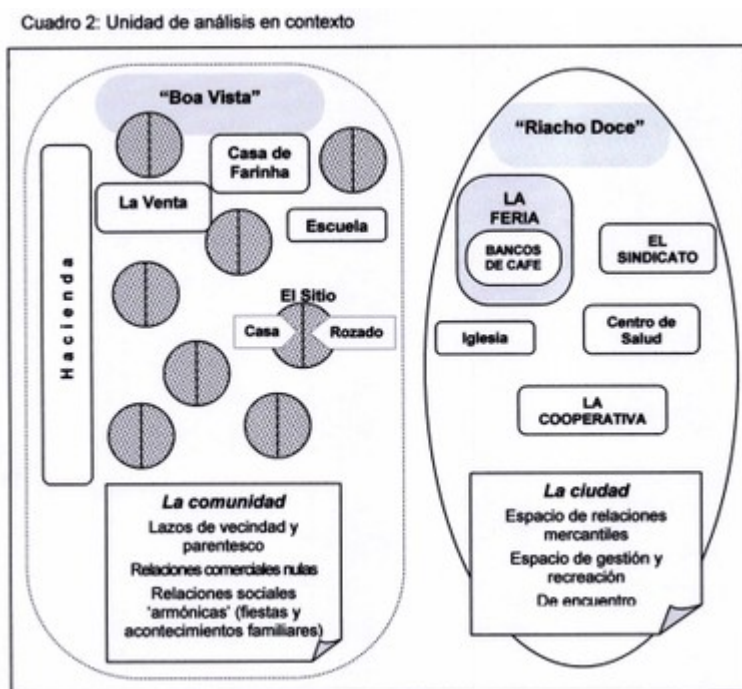 Cuadro 2: Unidad de análisis en contexto
"Boa Vista"
Casa de
Farinha
La Venta
Escuela
Hacienda
El Sitio
Casa
Rozado
La comunidad
Lazos de vecindad y
parentesco
Relaciones comerciales nulas
Relaciones sociales
'armónicas' (fiestas y
acontecimientos familiares)
"Riacho Doce"
LA
FERIA
BANCOS
DE CAFE
EL
SINDICATO
Iglesia
Centro de
Salud
LA
COOPERATIVA
La ciudad
Espacio de relaciones
mercantiles
Espacio de gestión y
recreación
De encuentro